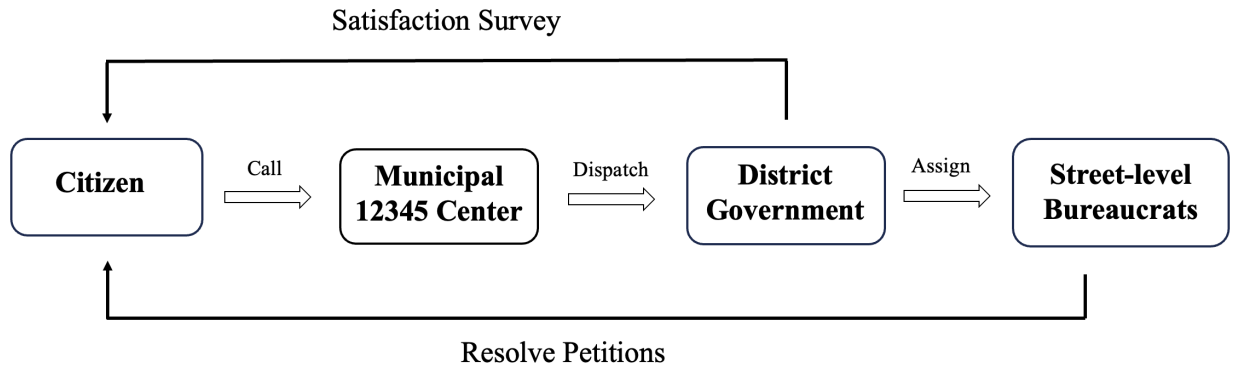 Satisfaction Survey
Citizen
Call
Municipal
12345 Center
Dispatch
District
Government
Assign
Street-level
Bureaucrats
Resolve Petitions